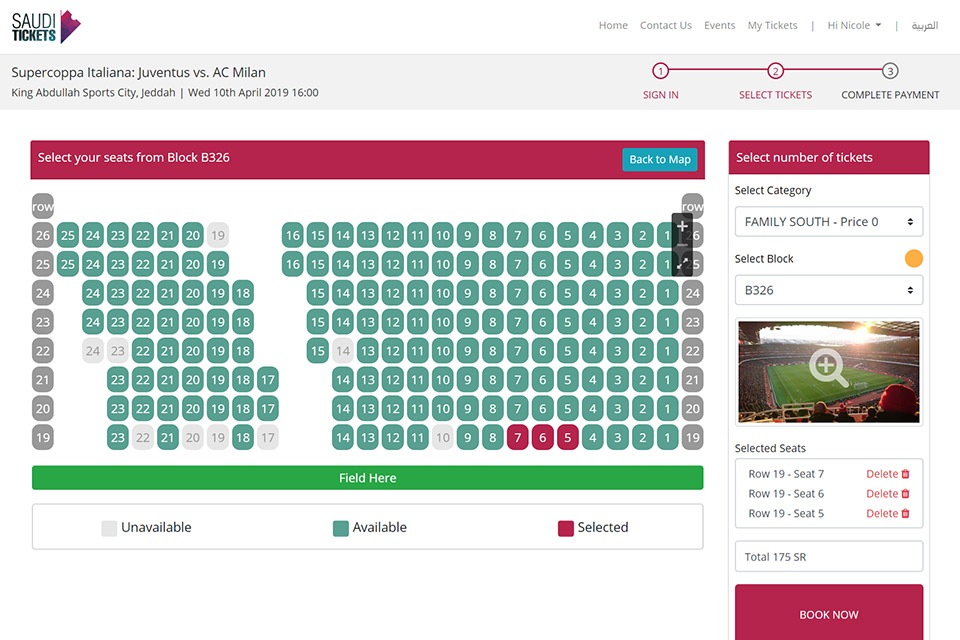 SAUDI
TICKETS
Home Contact Us Events My Tickets | Hi Nicole | العربية
Supercoppa Italiana: Juventus vs. AC Milan
King Abdullah Sports City, Jeddah | Wed 10th April 2019 16:00
1 2 3
SIGN IN SELECT TICKETS COMPLETE PAYMENT
Select your seats from Block B326
Back to Map
row row
26 25 24 23 22 21 20 19 16 15 14 13 12 11 10 9 8 7 6 5 4 3 2 1 26
25 25 24 23 22 21 20 19 16 15 14 13 12 11 10 9 8 7 6 5 4 3 2 1
24 24 23 22 21 20 19 18 15 14 13 12 11 10 9 8 7 6 5 4 3 2 1 24
23 24 23 22 21 20 19 18 15 14 13 12 11 10 9 8 7 6 5 4 3 2 1 23
22 24 23 22 21 20 19 18 15 14 13 12 11 10 9 8 7 6 5 4 3 2 1 22
21 23 22 21 20 19 18 17 14 13 12 11 10 9 8 7 6 5 4 3 2 1 21
20 23 22 21 20 19 18 17 14 13 12 11 10 9 8 7 6 5 4 3 2 1 20
19 23 22 21 20 19 18 17 14 13 12 11 10 9 8 7 6 5 4 3 2 1 19
Field Here
Unavailable Available Selected
Select number of tickets
Select Category
FAMILY SOUTH - Price 0
Select Block
B326
Selected Seats
Row 19 - Seat 7 Delete
Row 19 - Seat 6 Delete
Row 19 - Seat 5 Delete
Total 175 SR
BOOK NOW